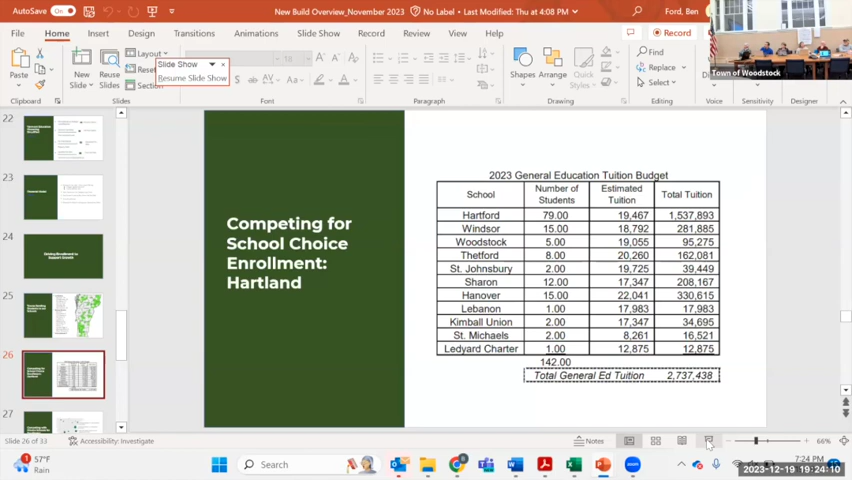 AutoSave On New Build Overview_November 2023 No Label • Last Modified: Thu at 4:08 PM Ford, Ben
File Home Insert Design Transitions Animations Slide Show Record Review View Help Record
Town of Woodstock
Paste New Slides Reuse Slides Layout Reset Section
Slide Show
Resume Slide Show
18
Shapes Arrange Quick Styles
Find
Replace
Select
Clipboard Slides Font Paragraph Drawing Editing Voice Sensitivity Designer
22
23
24
25
26
27
Competing for
School Choice
Enrollment:
Hartland
2023 General Education Tuition Budget
School Number of Students Estimated Tuition Total Tuition
Hartford 79.00 19,467 1,537,893
Windsor 15.00 18,792 281,885
Woodstock 5.00 19,055 95,275
Thetford 8.00 20,260 162,081
St. Johnsbury 2.00 19,725 39,449
Sharon 12.00 17,347 208,167
Hanover 15.00 22,041 330,615
Lebanon 1.00 17,983 17,983
Kimball Union 2.00 17,347 34,695
St. Michaels 2.00 8,261 16,521
Ledyard Charter 1.00 12,875 12,875
142.00
Total General Ed Tuition 2,737,438
Slide 26 of 33 Accessibility: Investigate Notes 66%
1 57°F
Rain
Search
7:24 PM
2023-12-19 19:24:10